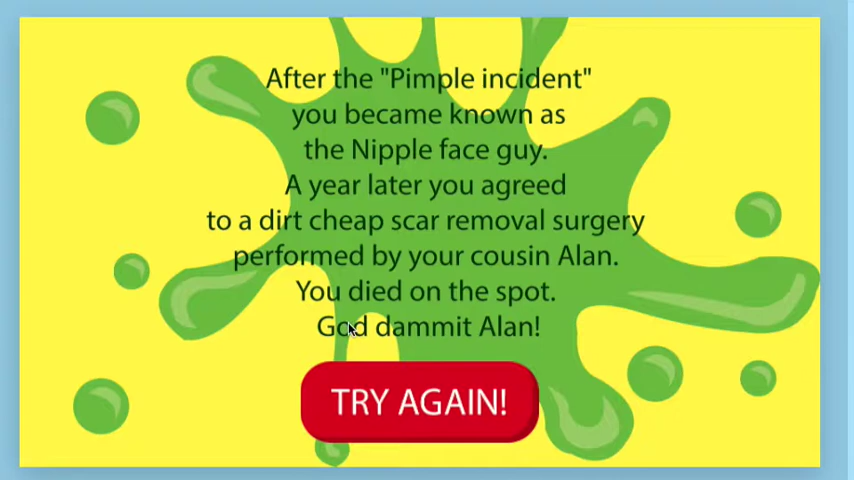 After the "Pimple incident"
you became known as
the Nipple face guy.
A year later you agreed
to a dirt cheap scar removal surgery
performed by your cousin Alan.
You died on the spot.
God dammit Alan!
TRY AGAIN!